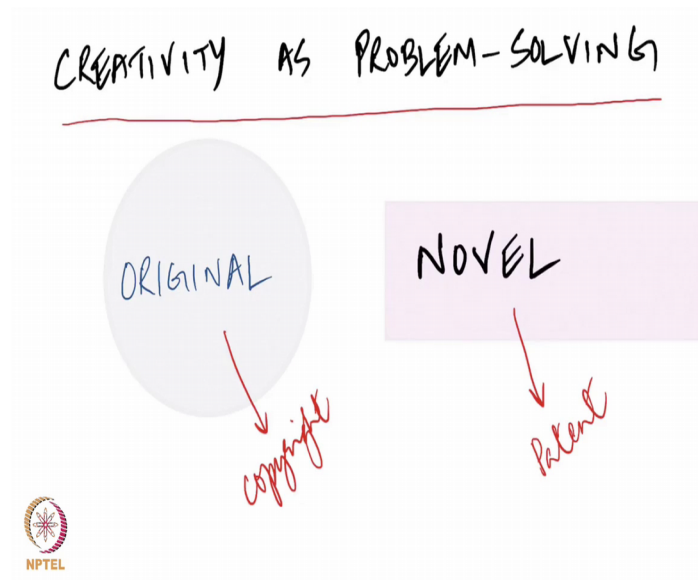 CREATIVITY AS PROBLEM-SOLVING
ORIGINAL
NOVEL
copyright
Patent
NPTEL